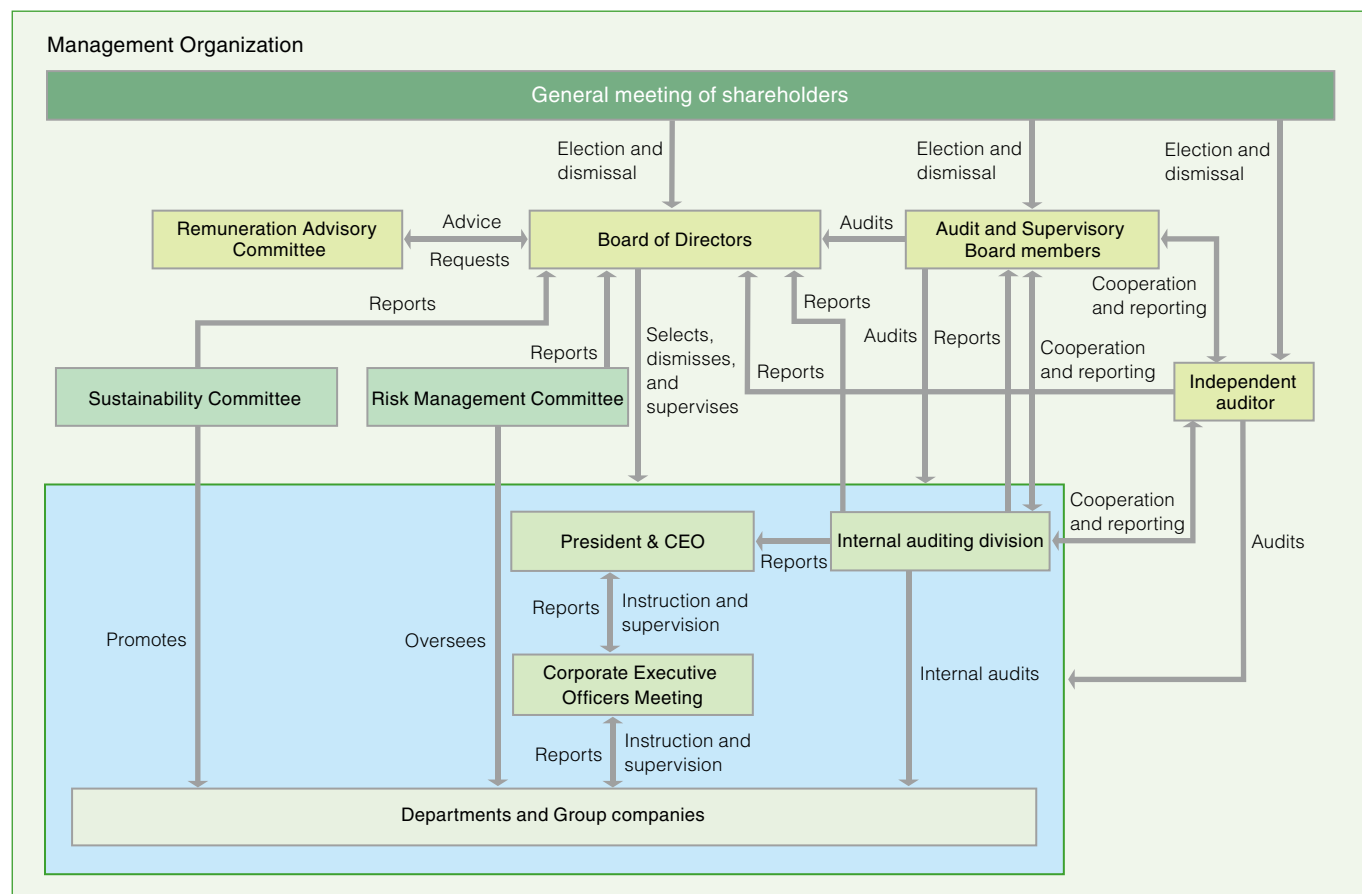 Management Organization
General meeting of shareholders
Election and
dismissal
Election and
dismissal
Election and
dismissal
Remuneration Advisory
Committee
Advice
Requests
Board of Directors
Audits
Audit and Supervisory
Board members
Cooperation
and reporting
Reports
Reports
Selects,
dismisses,
and
supervises
Reports
Audits
Reports
Cooperation
and reporting
Reports
Sustainability Committee
Risk Management Committee
Independent
auditor
President & CEO
Reports
Internal auditing division
Cooperation
and reporting
Audits
Reports
Instruction and
supervision
Promotes
Oversees
Corporate Executive
Officers Meeting
Internal audits
Reports
Instruction and
supervision
Departments and Group companies